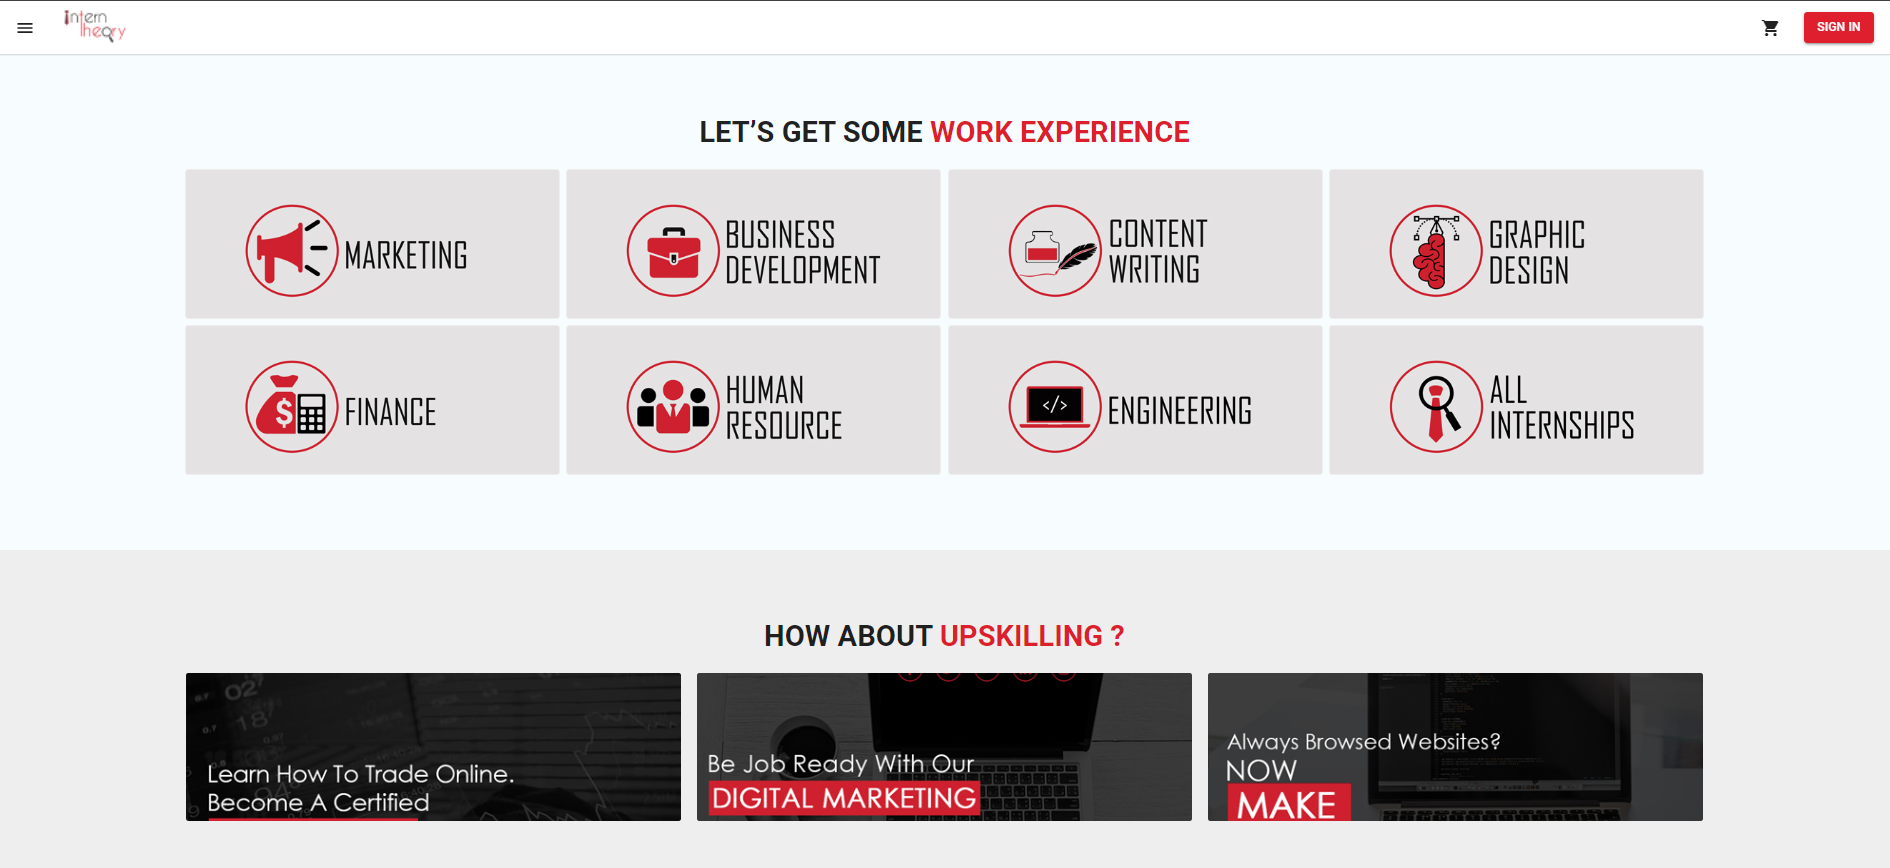 intern
theory
SIGN IN
LET’S GET SOME WORK EXPERIENCE
MARKETING
BUSINESS
DEVELOPMENT
CONTENT
WRITING
GRAPHIC
DESIGN
FINANCE
HUMAN
RESOURCE
</>
ENGINEERING
ALL
INTERNSHIPS
HOW ABOUT UPSKILLING ?
Learn How To Trade Online.
Become A Certified
Be Job Ready With Our
DIGITAL MARKETING
Always Browsed Websites?
NOW
MAKE